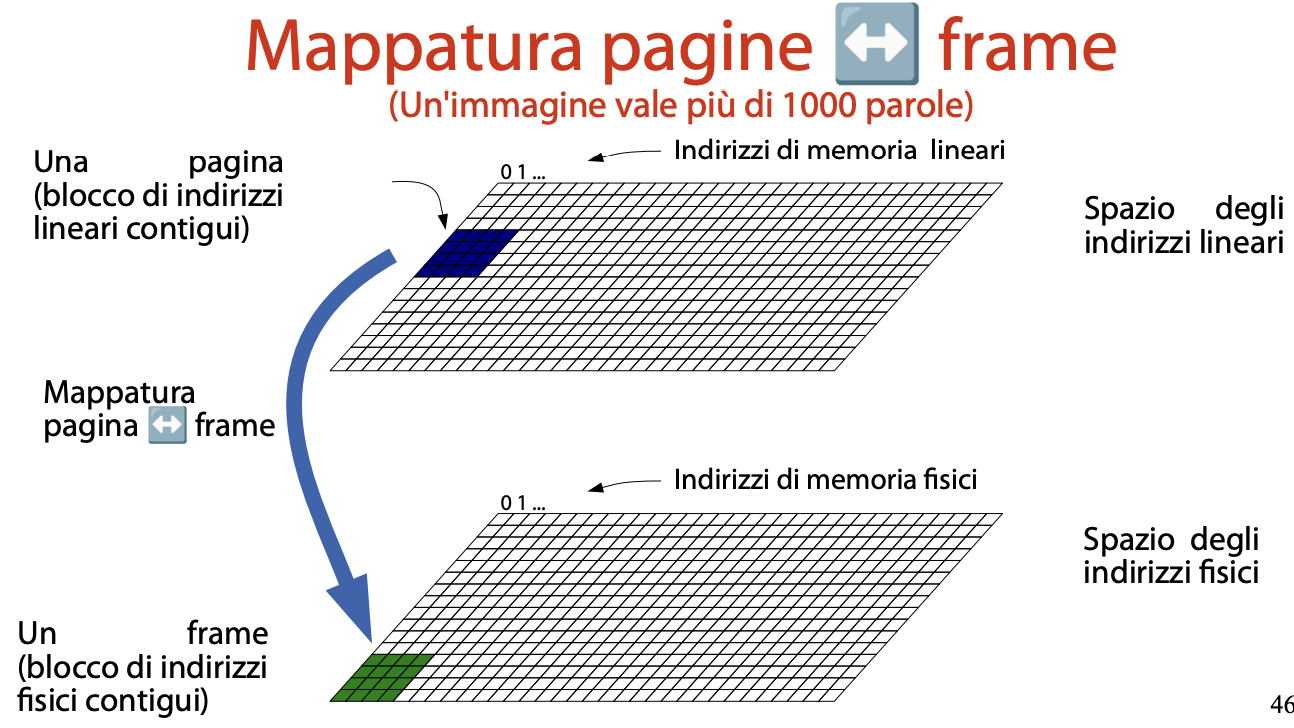 Mappatura pagine ↔️ frame
(Un'immagine vale più di 1000 parole)
Una pagina
(blocco di indirizzi
lineari contigui)
0 1 ...
Indirizzi di memoria lineari
Spazio degli
indirizzi lineari
Mappatura
pagina ↔️ frame
0 1 ...
Indirizzi di memoria fisici
Spazio degli
indirizzi fisici
Un frame
(blocco di indirizzi
fisici contigui)
46